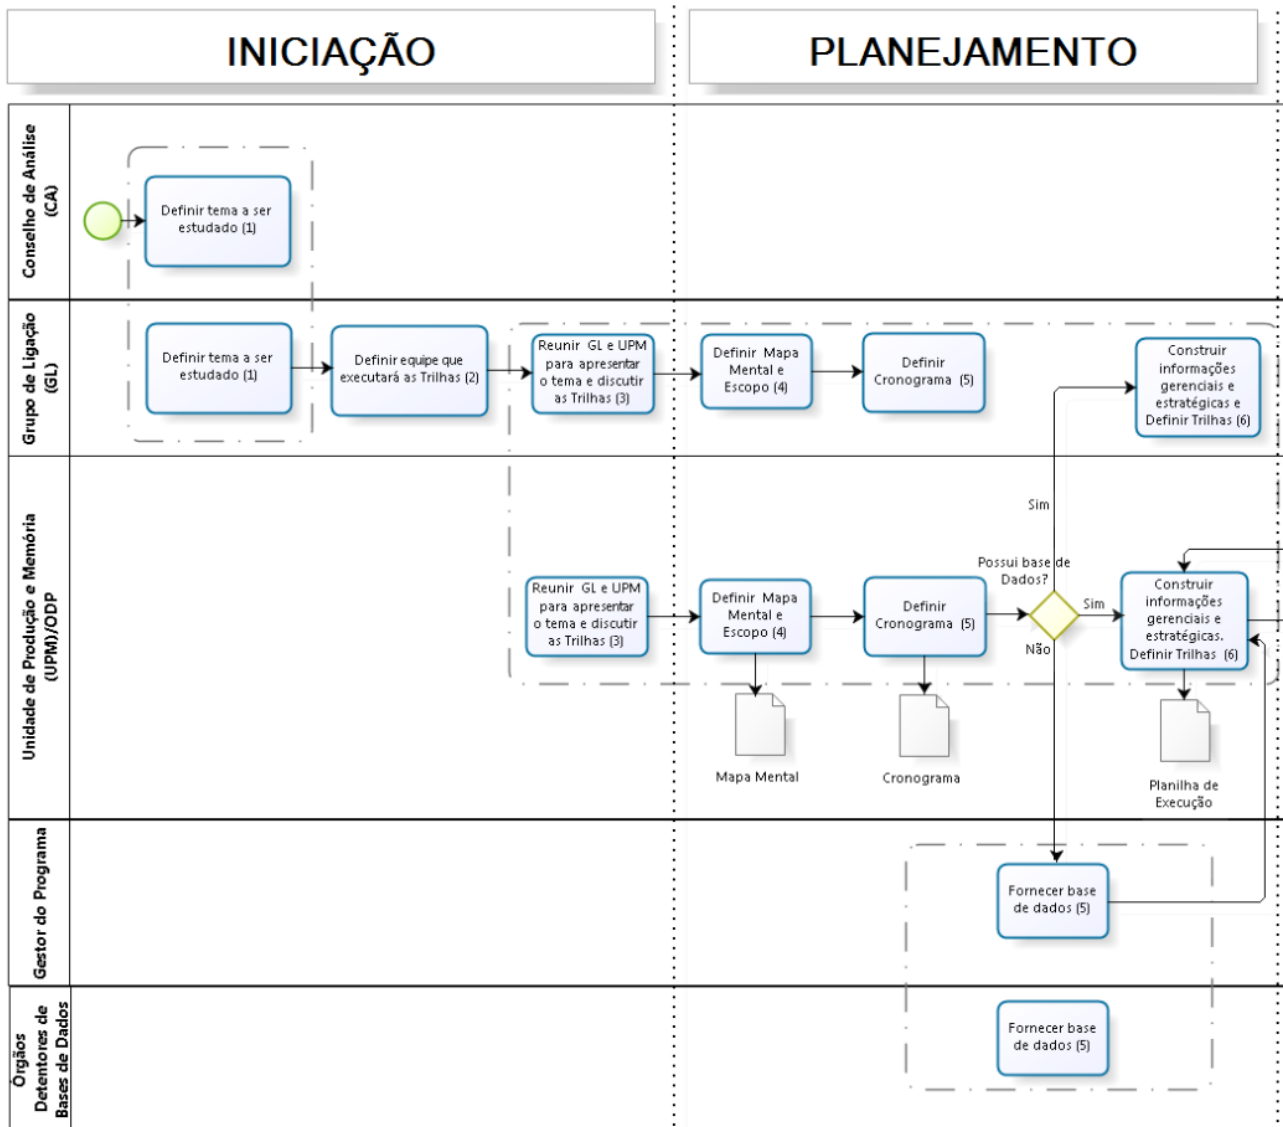 INICIAÇÃO
PLANEJAMENTO
Conselho de Análise
(CA)
Definir tema a ser
estudado (1)
Grupo de Ligação
(GL)
Definir tema a ser
estudado (1)
Definir equipe que
executará as Trilhas (2)
Reunir GL e UPM
para apresentar
o tema e discutir
as Trilhas (3)
Definir Mapa
Mental e
Escopo (4)
Definir
Cronograma (5)
Construir
informações
gerenciais e
estratégicas e
Definir Trilhas (6)
Unidade de Produção e Memória
(UPM)/ODP
Reunir GL e UPM
para apresentar
o tema e discutir
as Trilhas (3)
Definir Mapa
Mental e
Escopo (4)
Definir
Cronograma (5)
Possui base de
Dados?
Sim
Sim
Não
Construir
informações
gerenciais e
estratégicas.
Definir Trilhas (6)
Mapa Mental
Cronograma
Planilha de
Execução
Gestor do Programa
Fornecer base
de dados (5)
Órgãos
Detentores de
Bases de Dados
Fornecer base
de dados (5)